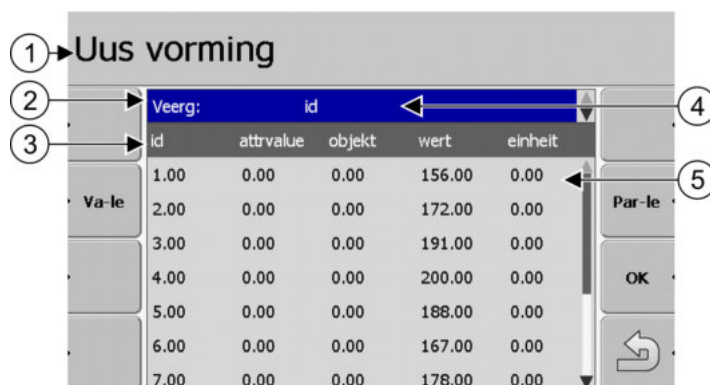 1 Uus vorming
2 Veerg: id 4
3 id attrvalue objekt wert einheit
1.00 0.00 0.00 156.00 0.00 5
Va-le 2.00 0.00 0.00 172.00 0.00 Par-le
3.00 0.00 0.00 191.00 0.00
4.00 0.00 0.00 200.00 0.00 OK
5.00 0.00 0.00 188.00 0.00
6.00 0.00 0.00 167.00 0.00
7.00 0.00 0.00 178.00 0.00